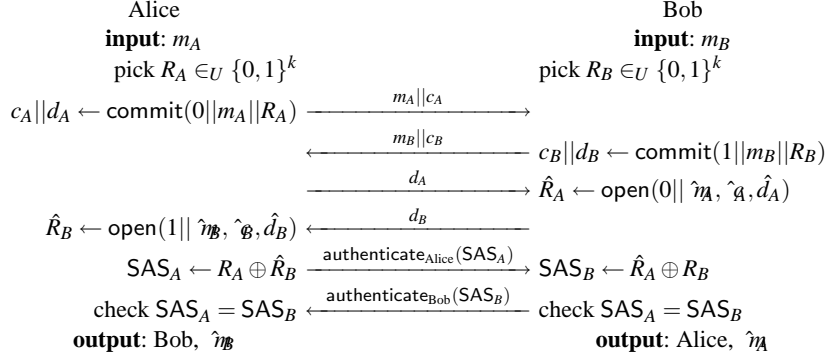 Alice Bob
input: m_A input: m_B
pick R_A ∈_U {0,1}^k pick R_B ∈_U {0,1}^k
c_A||d_A ← commit(0||m_A||R_A) m_A||c_A
m_B||c_B c_B||d_B ← commit(1||m_B||R_B)
d_A R̂_A ← open(0||m̂_A, ĉ_A, d̂_A)
R̂_B ← open(1||m̂_B, ĉ_B, d̂_B) d_B
SAS_A ← R_A ⊕ R̂_B authenticate_Alice(SAS_A) SAS_B ← R̂_A ⊕ R_B
check SAS_A = SAS_B authenticate_Bob(SAS_B) check SAS_A = SAS_B
output: Bob, m̂_B output: Alice, m̂_A